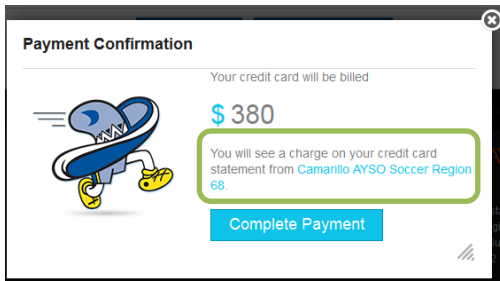 Payment Confirmation
Your credit card will be billed
$ 380
You will see a charge on your credit card
statement from Camarillo AYSO Soccer Region
68.
Complete Payment